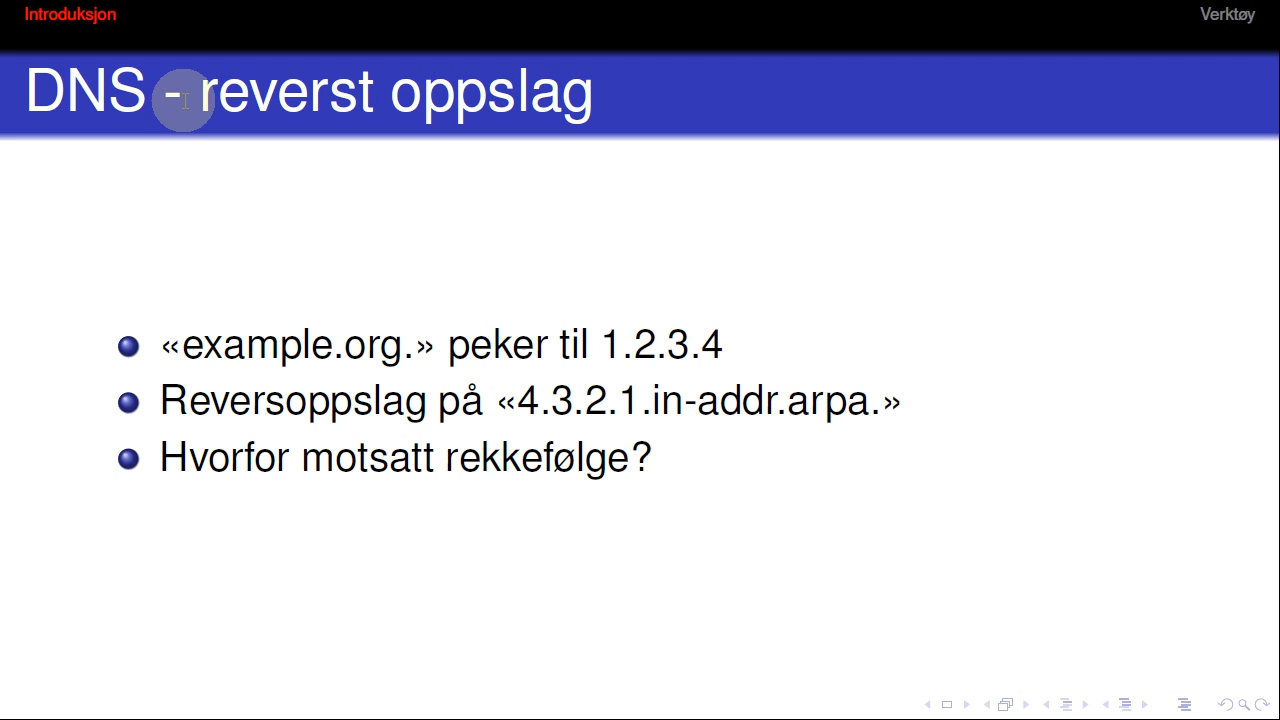 Introduksjon
Verktøy
DNS - reverst oppslag
«example.org.» peker til 1.2.3.4
Reversoppslag på «4.3.2.1.in-addr.arpa.»
Hvorfor motsatt rekkefølge?